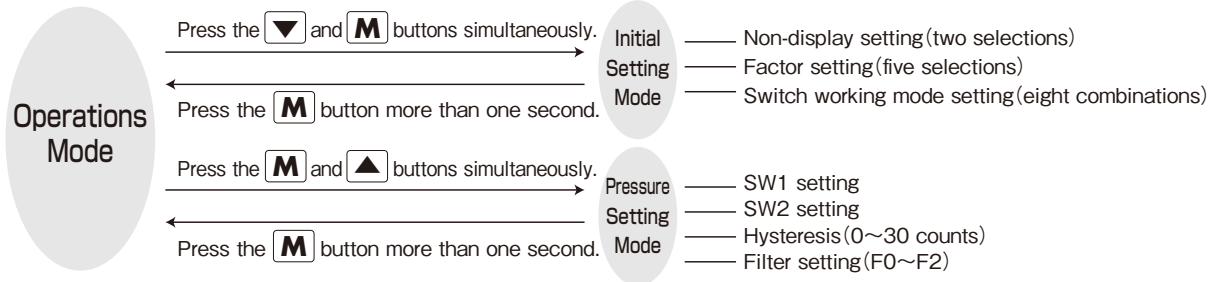 Operations
Mode
Press the ▼ and M buttons simultaneously.
Press the M button more than one second.
Initial
Setting
Mode
Non-display setting(two selections)
Factor setting(five selections)
Switch working mode setting(eight combinations)
Press the M and ▲ buttons simultaneously.
Press the M button more than one second.
Pressure
Setting
Mode
SW1 setting
SW2 setting
Hysteresis(0～30 counts)
Filter setting(F0～F2)